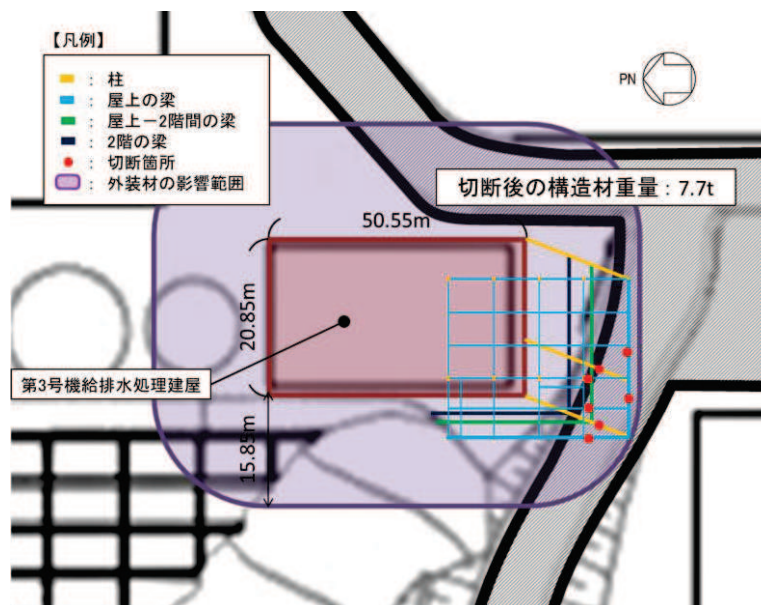 【凡例】
： 柱
： 屋上の梁
： 屋上－2階間の梁
： 2階の梁
： 切断箇所
： 外装材の影響範囲
PN
切断後の構造材重量：7.7t
50.55m
20.85m
第3号機給排水処理建屋
15.85m